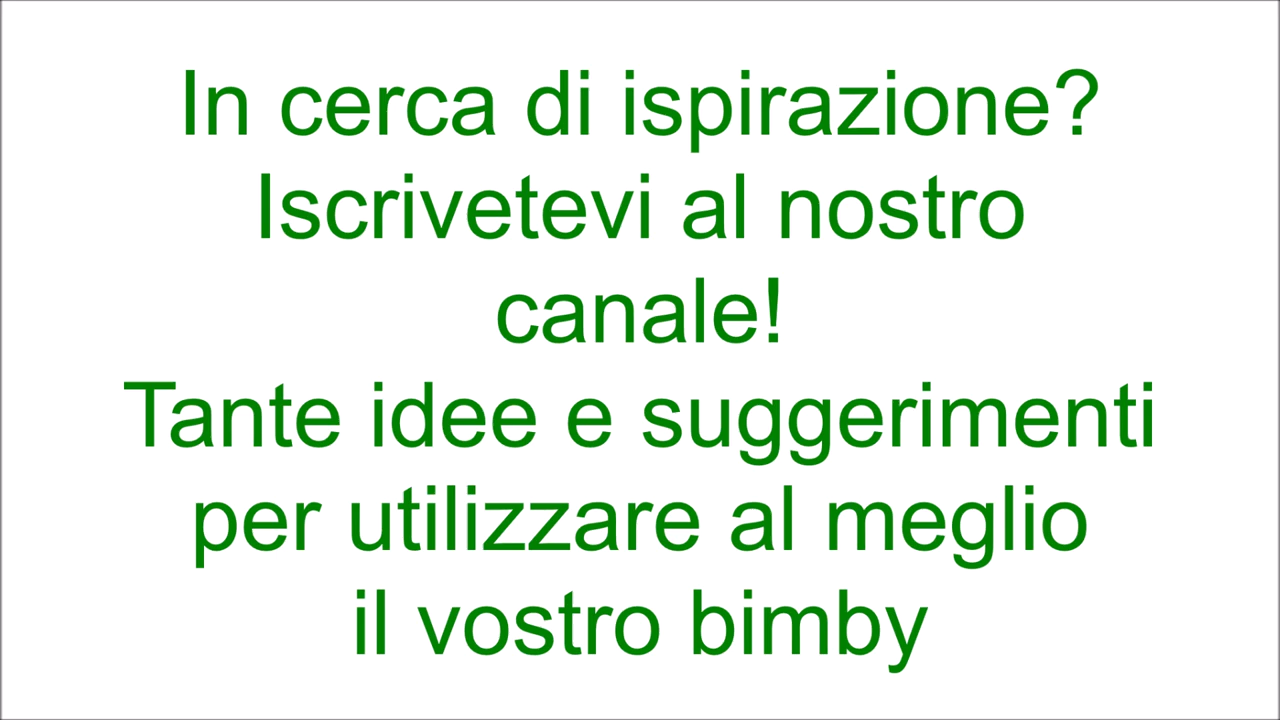 In cerca di ispirazione?
Iscrivetevi al nostro
canale!
Tante idee e suggerimenti
per utilizzare al meglio
il vostro bimby